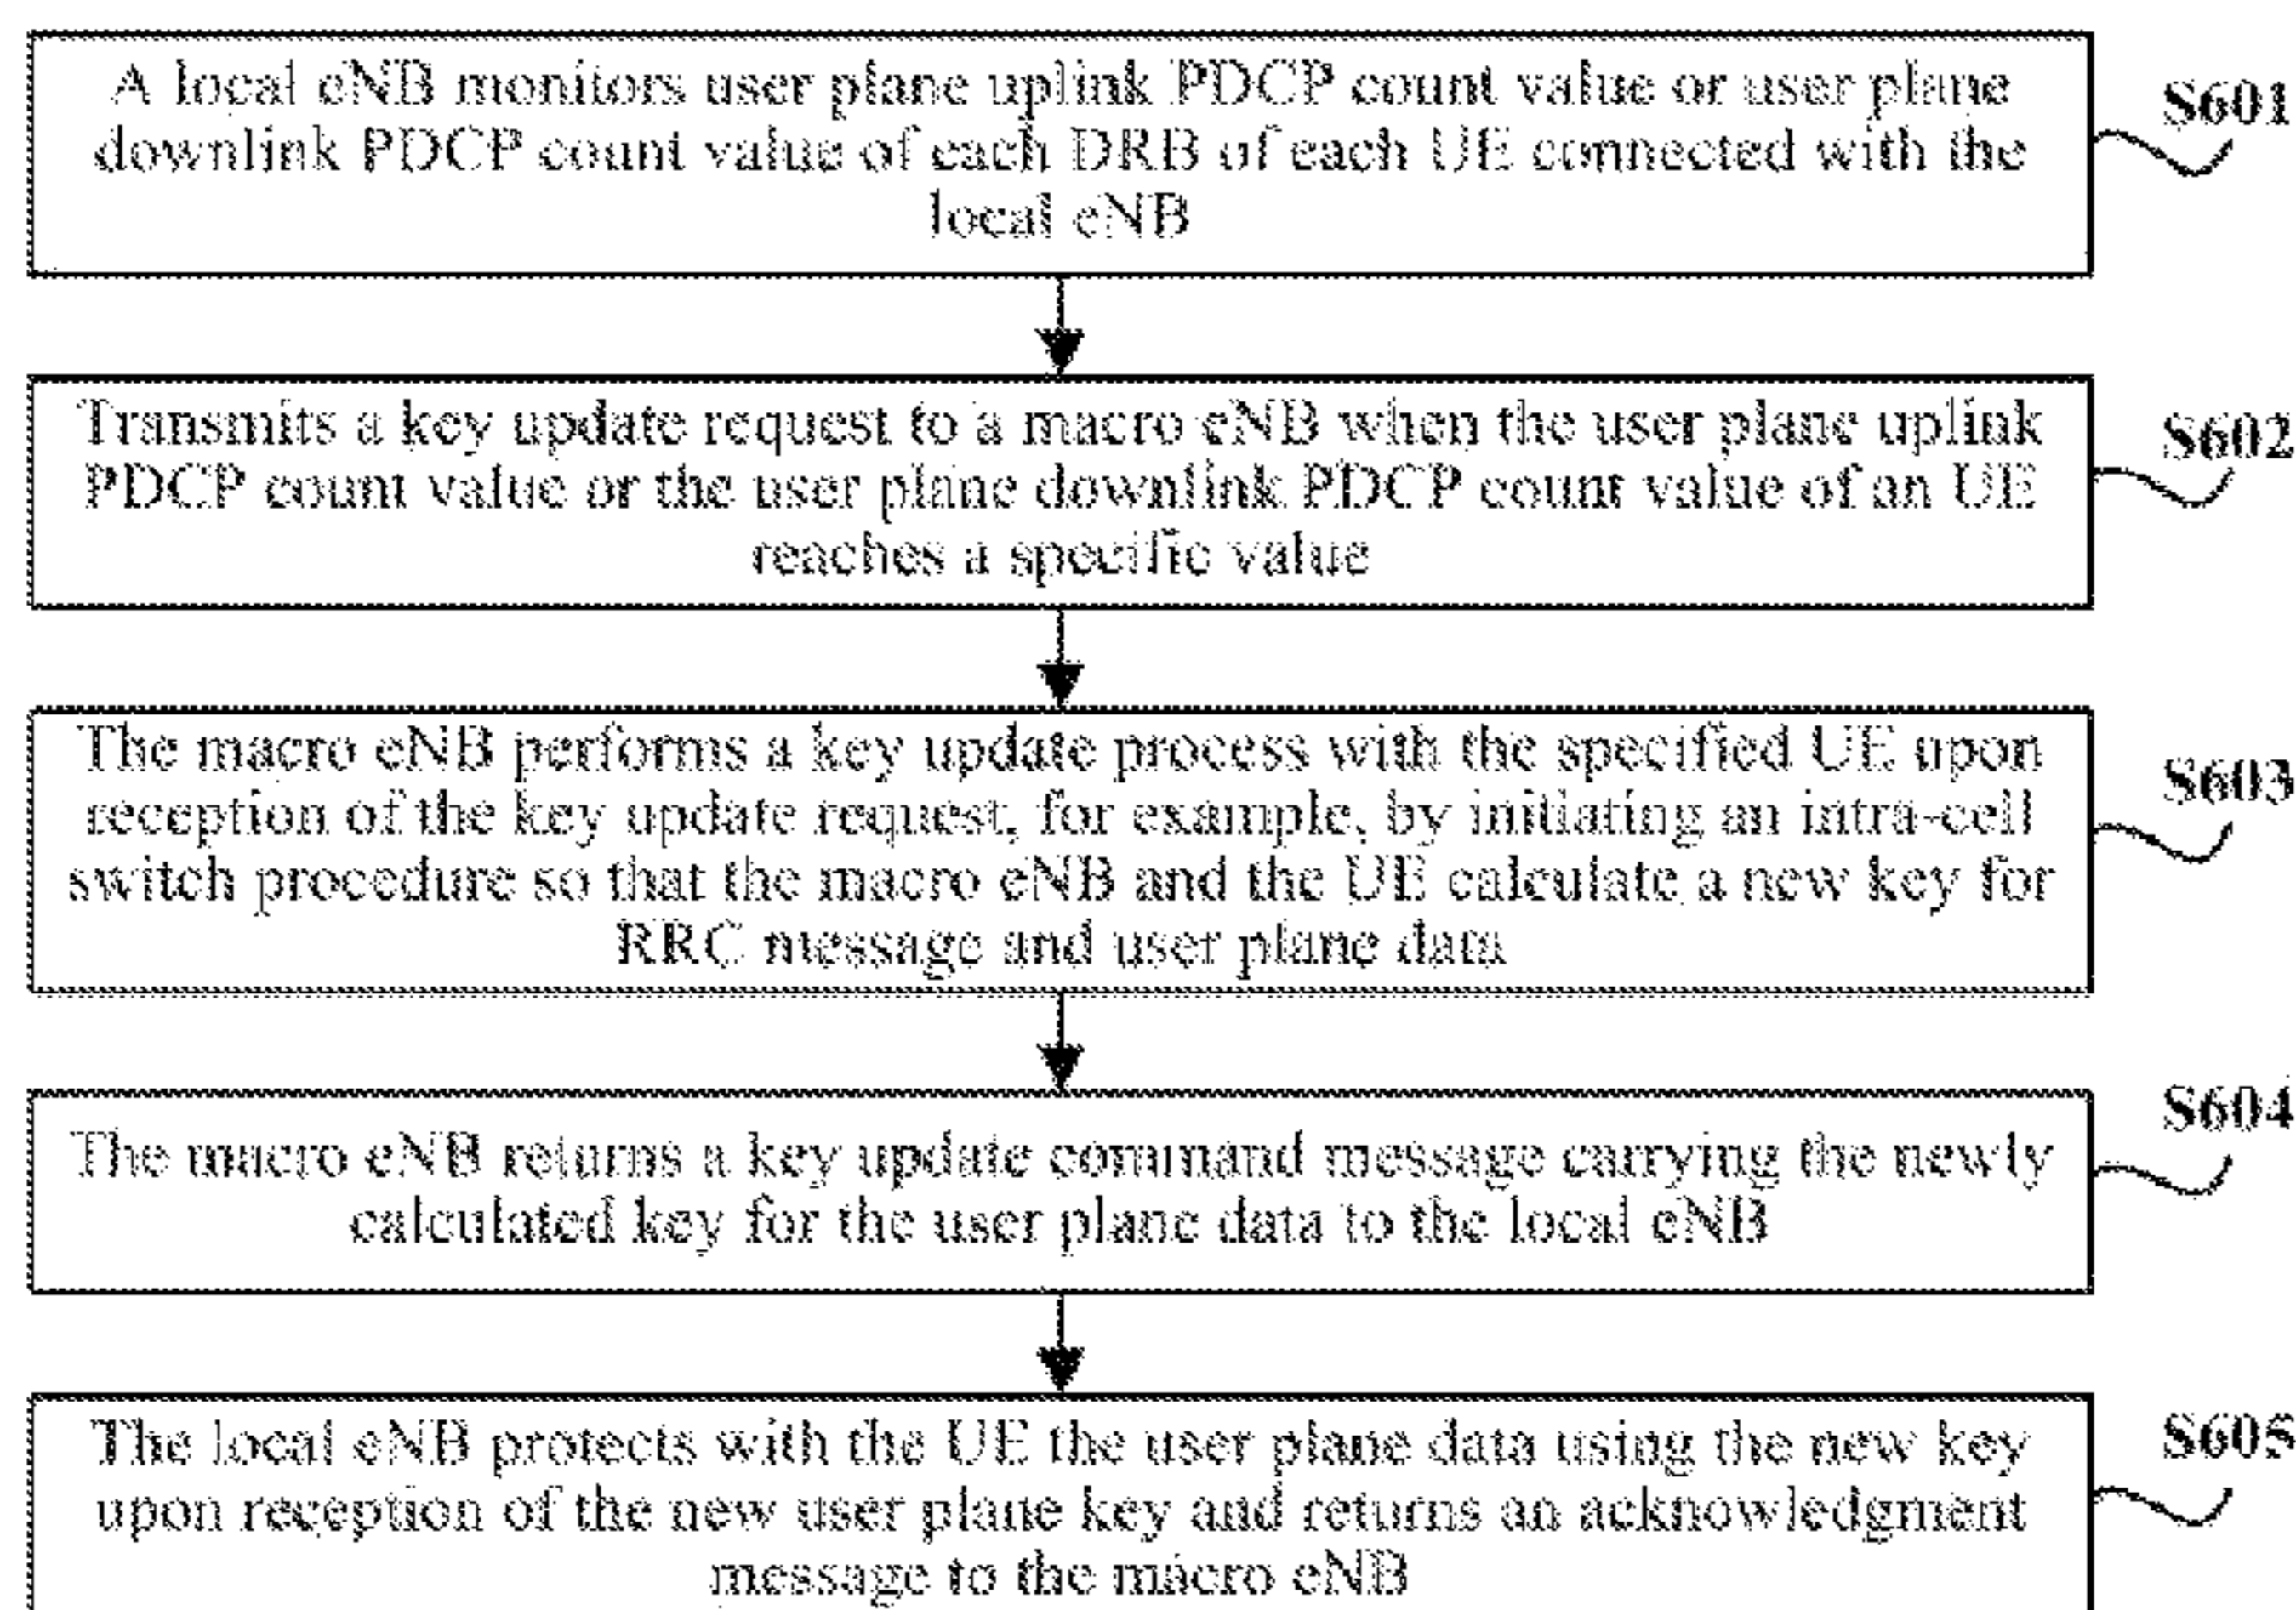 A local eNB monitors user plane uplink PDCP count value or user plane
downlink PDCP count value of each DRB of each UE connected with the
local eNB
S601
Transmits a key update request to a macro eNB when the user plane uplink
PDCP count value or the user plane downlink PDCP count value of an UE
reaches a specific value
S602
The macro eNB performs a key update process with the specified UE upon
reception of the key update request, for example, by initiating an intra-cell
switch procedure so that the macro eNB and the UE calculate a new key for
RRC message and user plane data
S603
The macro eNB returns a key update command message carrying the newly
calculated key for the user plane data to the local eNB
S604
The local eNB protects with the UE the user plane data using the new key
upon reception of the new user plane key and returns an acknowledgment
message to the macro eNB
S605